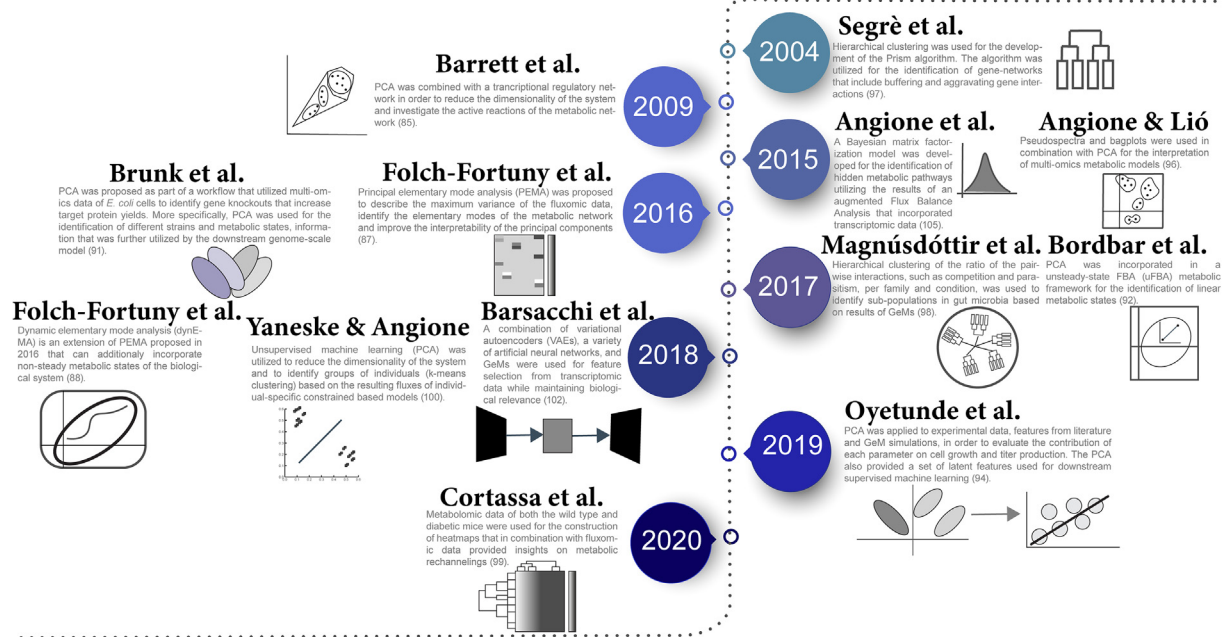 2004
Segrè et al.
Hierarchical clustering was used for the develop-
ment of the Prism algorithm. The algorithm was
utilized for the identification of gene-networks
that include buffering and aggravating gene inter-
actions (97).
Barrett et al.
PCA was combined with a trancriptional regulatory net-
work in order to reduce the dimensionality of the system
and investigate the active reactions of the metabolic net-
work (85).
2009
2015
Angione et al.
A Bayesian matrix factor-
ization model was devel-
oped for the identification of
hidden metabolic pathways
utilizing the results of an
augmented Flux Balance
Analysis that incorporated
transcriptomic data (105).
Angione & Lió
Pseudospectra and bagplots were used in
combination with PCA for the interpretation
of multi-omics metabolic models (96).
Brunk et al.
PCA was proposed as part of a workflow that utilized multi-om-
ics data of E. coli cells to identify gene knockouts that increase
target protein yields. More specifically, PCA was used for the
identification of different strains and metabolic states, informa-
tion that was further utilized by the downstream genome-scale
model (91).
Folch-Fortuny et al.
Principal elementary mode analysis (PEMA) was proposed
to describe the maximum variance of the fluxomic data,
identify the elementary modes of the metabolic network
and improve the interpretability of the principal components
(87).
2016
2017
Magnúsdóttir et al.
Hierarchical clustering of the ratio of the pair-
wise interactions, such as competition and para-
sitism, per family and condition, was used to
identify sub-populations in gut microbia based
on results of GeMs (98).
Bordbar et al.
PCA was incorporated in a
unsteady-state FBA (uFBA) metabolic
framework for the identification of linear
metabolic states (92).
Folch-Fortuny et al.
Dynamic elementary mode analysis (dynE-
MA) is an extension of PEMA proposed in
2016 that can additionaly incorporate
non-steady metabolic states of the biologi-
cal system (88).
Yaneske & Angione
Unsupervised machine learning (PCA) was
utilized to reduce the dimensionality of the system
and to identify groups of individuals (k-means
clustering) based on the resulting fluxes of individ-
ual-specific constrained based models (100).
Barsacchi et al.
A combination of variational
autoencoders (VAEs), a variety
of artificial neural networks, and
GeMs were used for feature
selection from transcriptomic
data while maintaining biologi-
cal relevance (102).
2018
2019
Oyetunde et al.
PCA was applied to experimental data, features from literature
and GeM simulations, in order to evaluate the contribution of
each parameter on cell growth and titer production. The PCA
also provided a set of latent features used for downstream
supervised machine learning (94).
Cortassa et al.
Metabolomic data of both the wild type and
diabetic mice were used for the construction
of heatmaps that in combination with fluxom-
ic data provided insights on metabolic
rechannelings (99).
2020